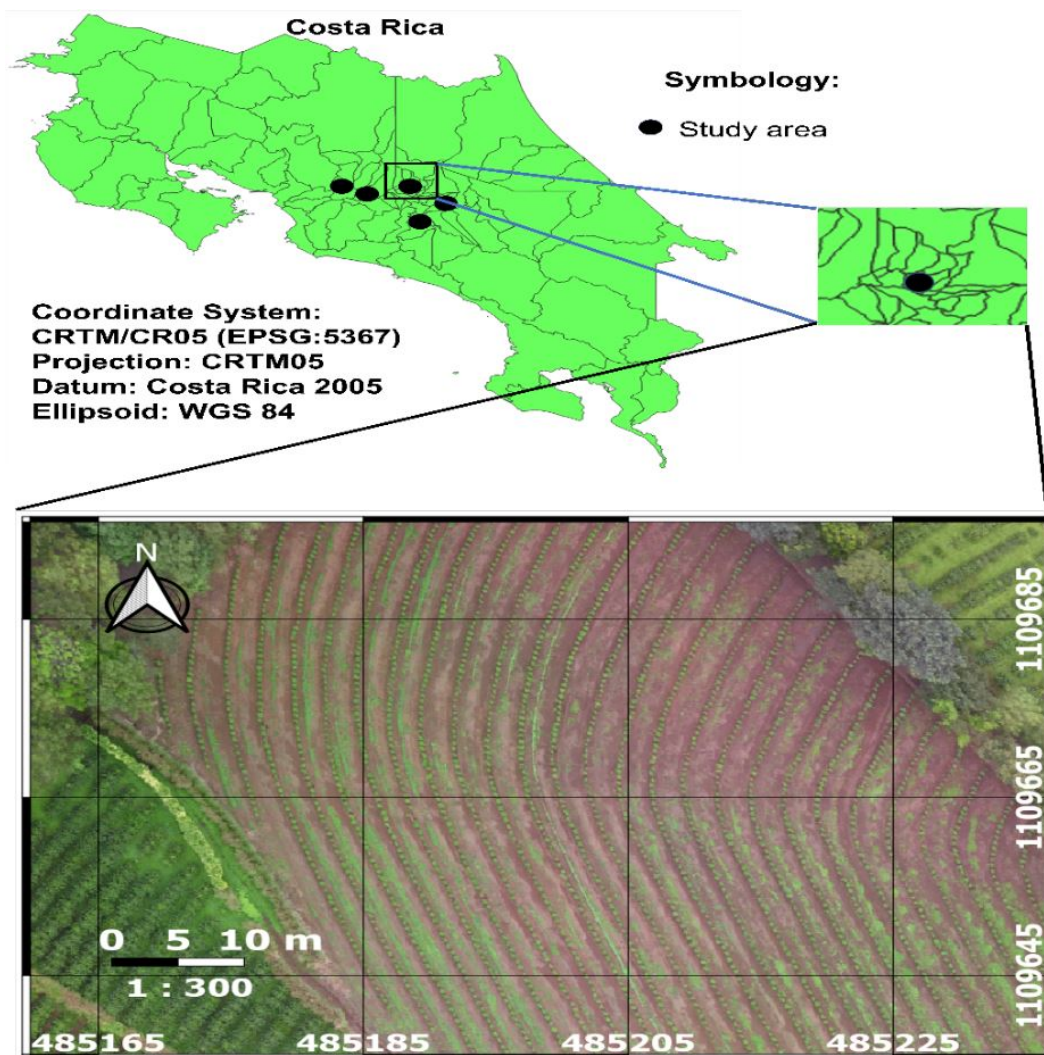 Costa Rica
Symbology:
Study area
Coordinate System:
CRTM/CR05 (EPSG:5367)
Projection: CRTM05
Datum: Costa Rica 2005
Ellipsoid: WGS 84
N
1109685
1109665
1109645
0 5 10 m
1 : 300
485165 485185 485205 485225